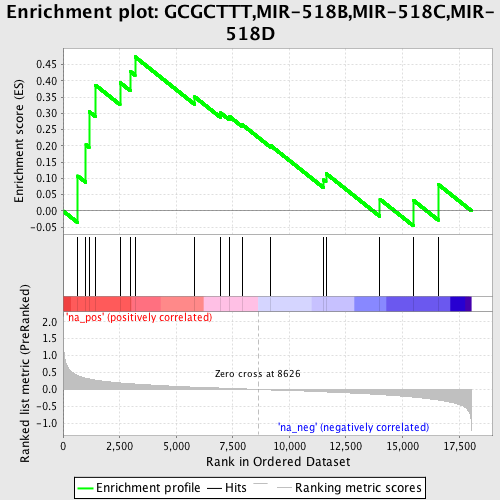 Enrichment plot: GCGCTTT,MIR-518B,MIR-518C,MIR-
518D
Enrichment score (ES)
0.45
0.40
0.35
0.30
0.25
0.20
0.15
0.10
0.05
0.00
-0.05
'na_pos' (positively correlated)
Ranked list metric (PreRanked)
2.0
1.5
1.0
0.5
0.0
-0.5
-1.0
Zero cross at 8626
'na_neg' (negatively correlated)
0
2,500
5,000
7,500
10,000
12,500
15,000
17,500
Rank in Ordered Dataset
Enrichment profile
Hits
Ranking metric scores